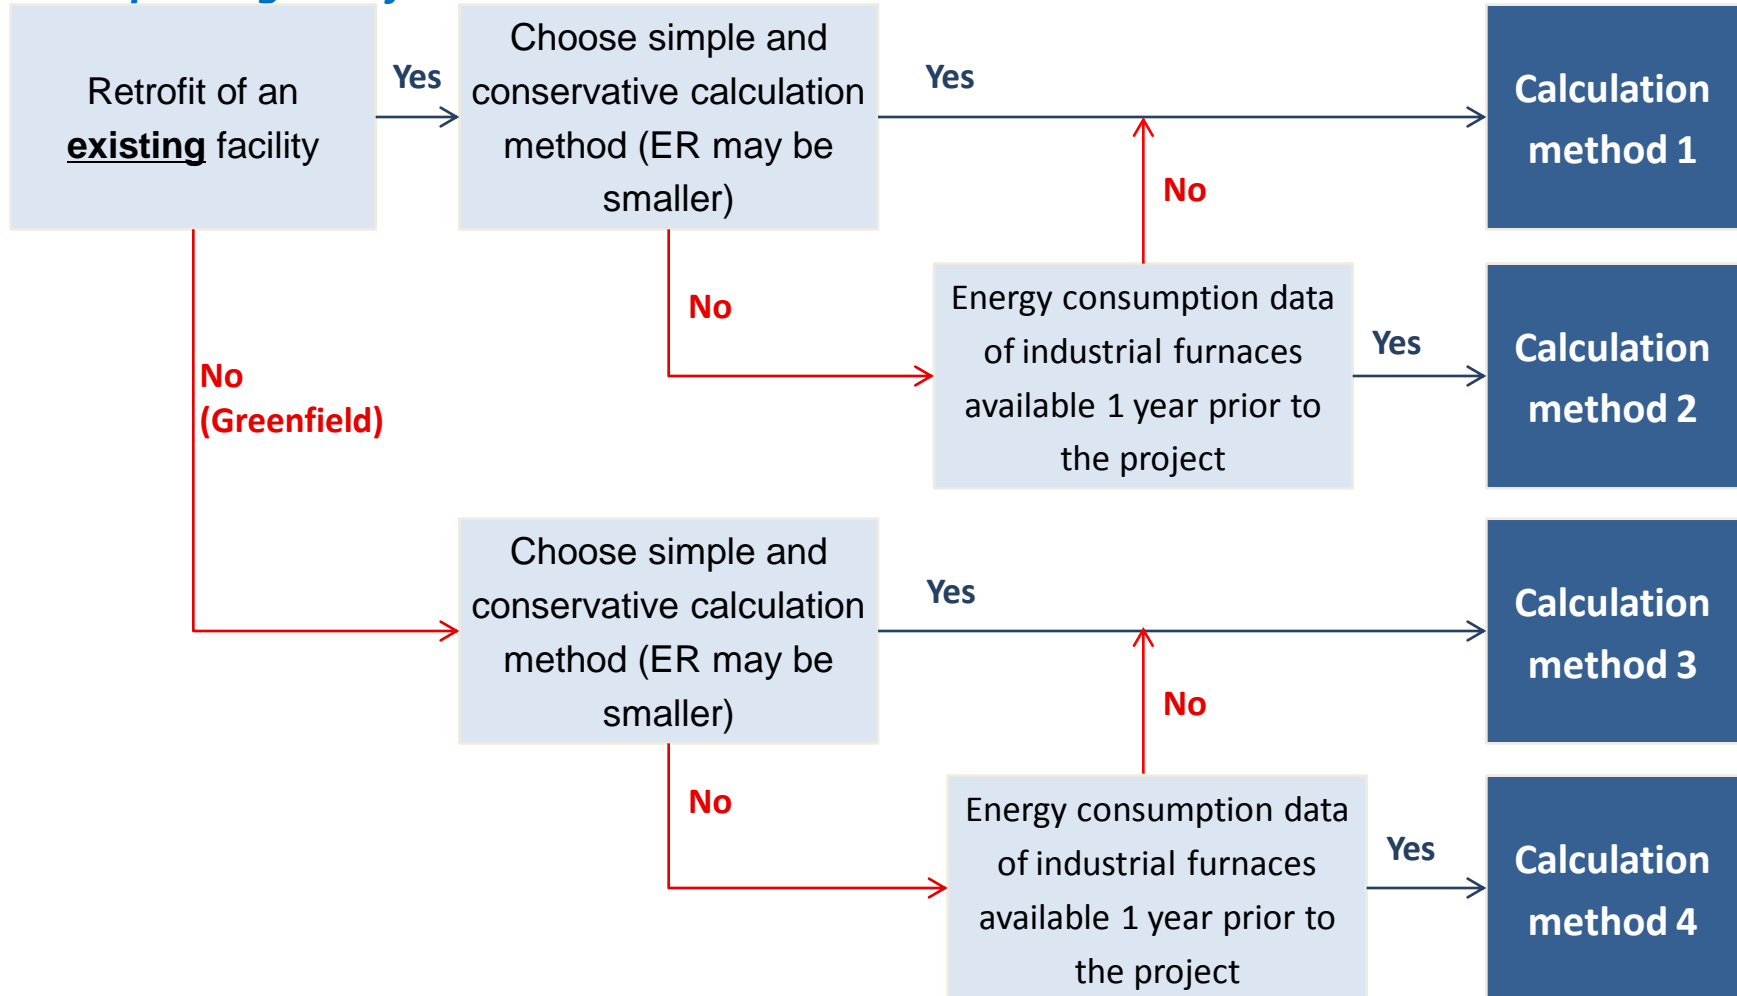 Retrofit of an
existing facility
Yes
Choose simple and
conservative calculation
method (ER may be
smaller)
Yes
Calculation
method 1
No
No
Energy consumption data
of industrial furnaces
available 1 year prior to
the project
Yes
Calculation
method 2
No
(Greenfield)
Choose simple and
conservative calculation
method (ER may be
smaller)
Yes
Calculation
method 3
No
No
Energy consumption data
of industrial furnaces
available 1 year prior to
the project
Yes
Calculation
method 4